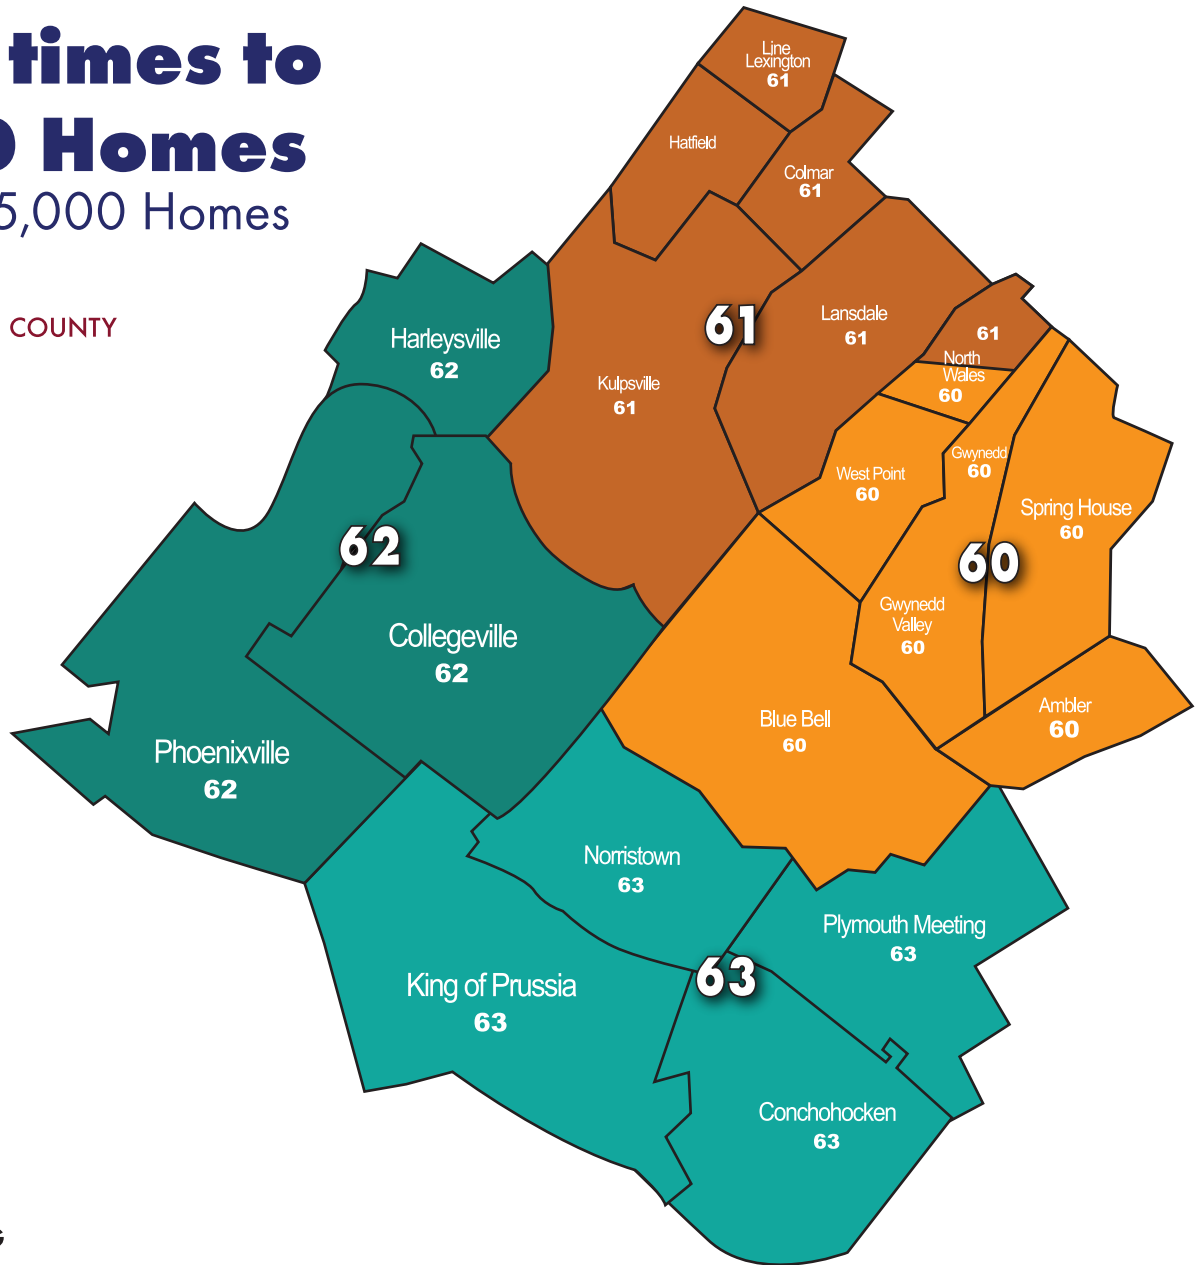 times to
Homes
5,000 Homes
COUNTY
Line
Lexington
61
Hatfield
Colmar
61
61
Lansdale
61
61
North
Wales
60
Harleysville
62
Kulpsville
61
Gwynedd
60
West Point
60
Spring House
60
62
60
Gwynedd
Valley
60
Collegeville
62
Ambler
60
Blue Bell
60
Phoenixville
62
Norristown
63
Plymouth Meeting
63
63
King of Prussia
63
Conchohocken
63